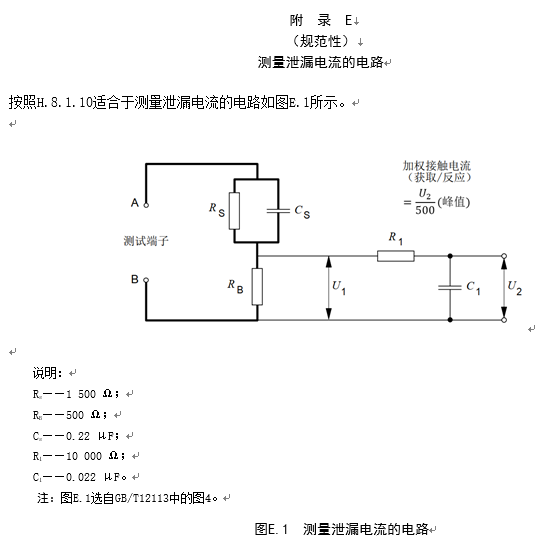 附 录 E
（规范性）
测量泄漏电流的电路
按照H.8.1.10适合于测量泄漏电流的电路如图E.1所示。
加权接触电流
（获取/反应）
=U2/500(峰值)
A
RS
CS
R1
测试端子
B
RB
U1
C1
U2
说明：
Rs——1 500 Ω；
RB——500 Ω；
Cs——0.22 μF；
R1——10 000 Ω；
C1——0.022 μF。
注：图E.1选自GB/T12113中的图4。
图E.1 测量泄漏电流的电路